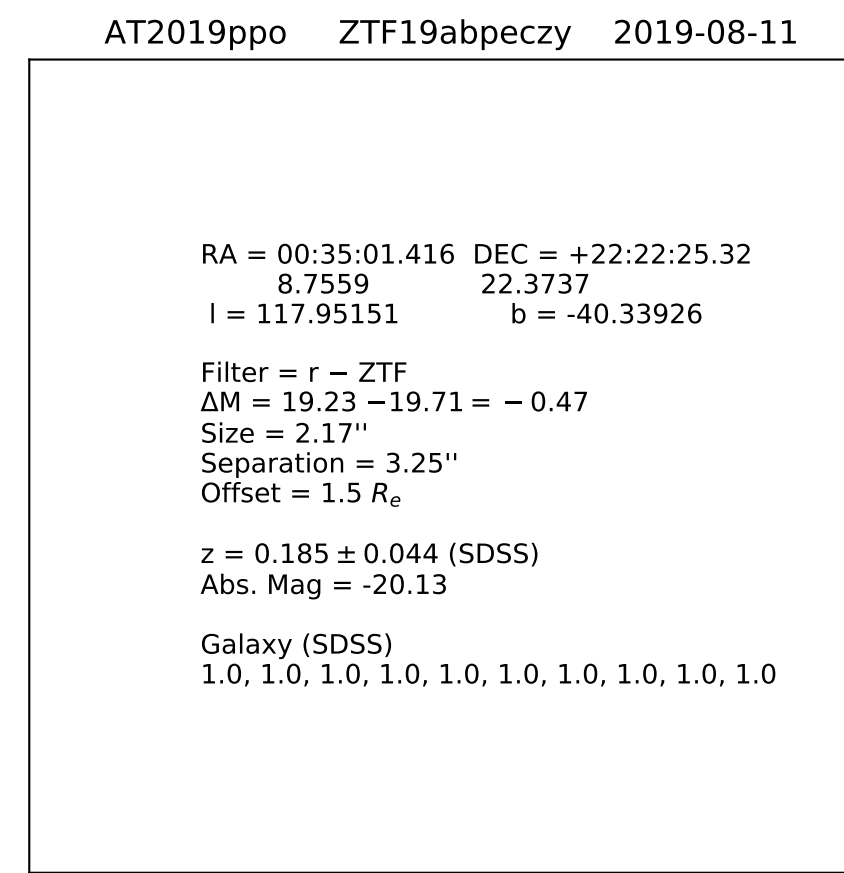 AT2019ppo ZTF19abpeczy 2019-08-11
RA = 00:35:01.416 DEC = +22:22:25.32
8.7559 22.3737
l = 117.95151 b = -40.33926
Filter = r − ZTF
ΔM = 19.23 −19.71 = − 0.47
Size = 2.17''
Separation = 3.25''
Offset = 1.5 Rₑ
z = 0.185 ± 0.044 (SDSS)
Abs. Mag = -20.13
Galaxy (SDSS)
1.0, 1.0, 1.0, 1.0, 1.0, 1.0, 1.0, 1.0, 1.0, 1.0